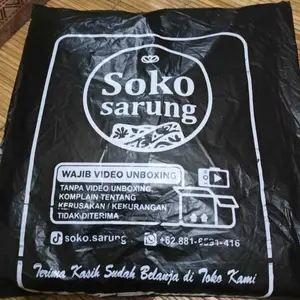 Soko
sarung
WAJIB VIDEO UNBOXING
TANPA VIDEO UNBOXING
KOMPLAIN TENTANG
KERUSAKAN / KEKURANGAN
TIDAK DITERIMA
soko.sarung
Terima Kasih Sudah Belanja di Toko Kami